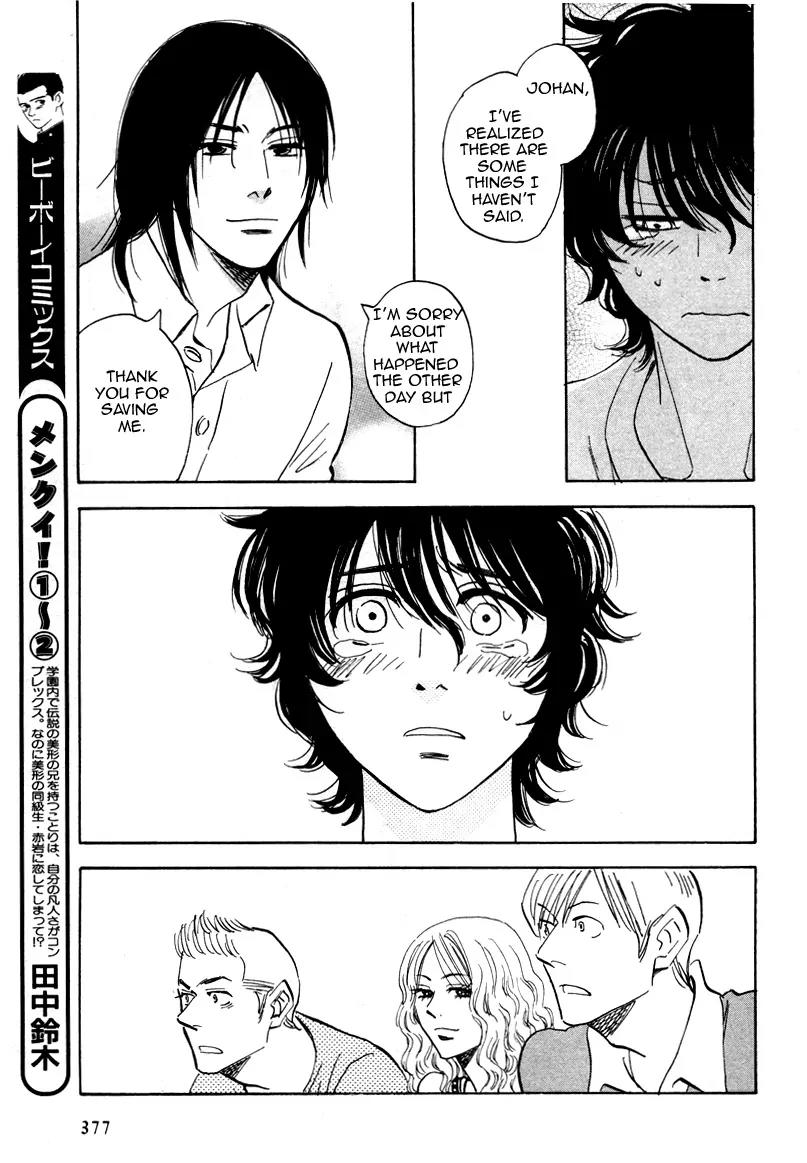 JOHAN,
I'VE
REALIZED
THERE ARE
SOME
THINGS I
HAVEN'T
SAID.
I'M SORRY
ABOUT
WHAT
HAPPENED
THE OTHER
DAY BUT
THANK
YOU FOR
SAVING
ME.
ビーボーイコミックス
メンクイ!①〜②
学園内で伝説の美形の兄を持つことりは、自分の凡人さがコン
プレックス。なのに美形の同級生・赤岩に恋してしまって!?
田中鈴木
377